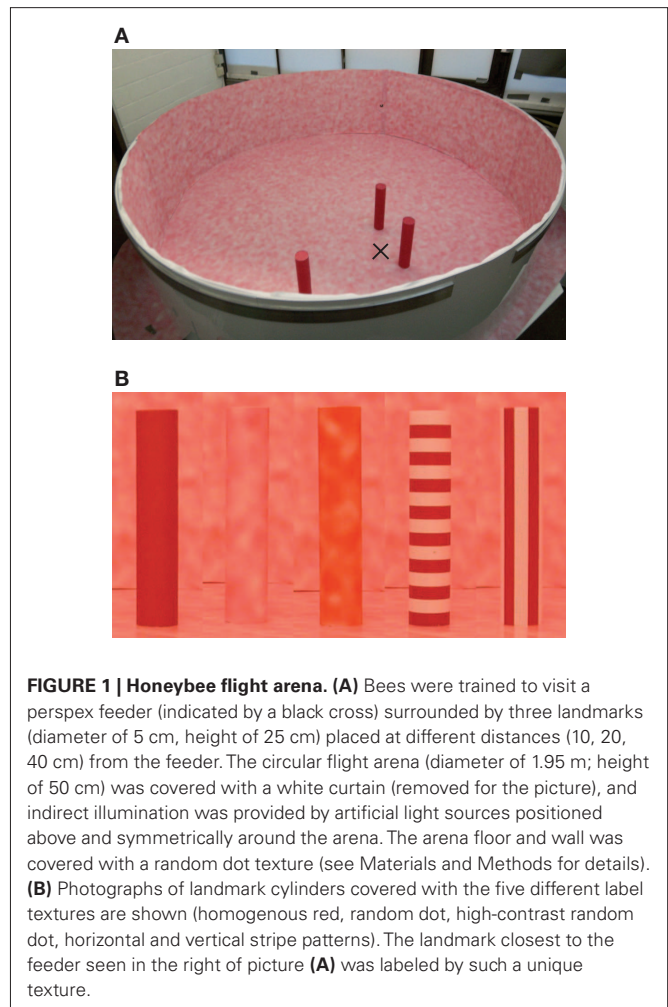 A
B
FIGURE 1 | Honeybee flight arena. (A) Bees were trained to visit a
perspex feeder (indicated by a black cross) surrounded by three landmarks
(diameter of 5 cm, height of 25 cm) placed at different distances (10, 20,
40 cm) from the feeder. The circular flight arena (diameter of 1.95 m; height
of 50 cm) was covered with a white curtain (removed for the picture), and
indirect illumination was provided by artificial light sources positioned
above and symmetrically around the arena. The arena floor and wall was
covered with a random dot texture (see Materials and Methods for details).
(B) Photographs of landmark cylinders covered with the five different label
textures are shown (homogenous red, random dot, high-contrast random
dot, horizontal and vertical stripe patterns). The landmark closest to the
feeder seen in the right of picture (A) was labeled by such a unique
texture.